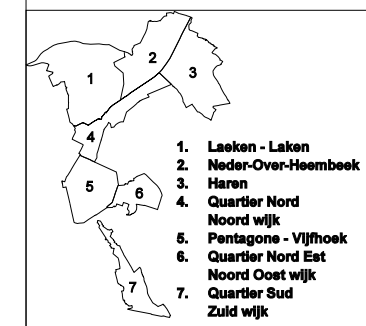 1
2
3
4
5
6
7
1. Laeken - Laken
2. Neder-Over-Heembeek
3. Haren
4. Quartier Nord
Noord wijk
5. Pentagone - Vijfhoek
6. Quartier Nord Est
Noord Oost wijk
7. Quartier Sud
Zuid wijk